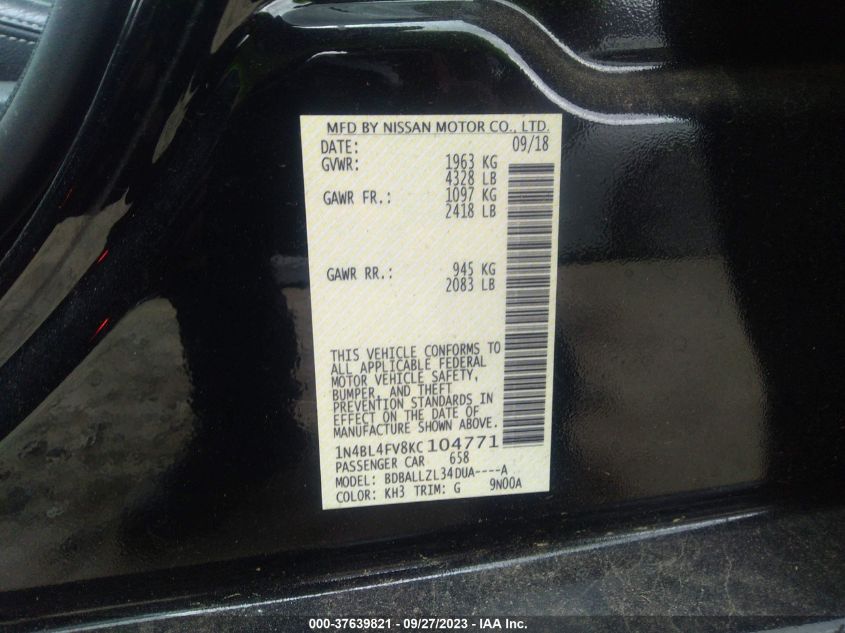 MFD BY NISSAN MOTOR CO., LTD.
DATE: 09/18
GVWR: 1963 KG
4328 LB
GAWR FR.: 1097 KG
2418 LB
GAWR RR.: 945 KG
2083 LB
THIS VEHICLE CONFORMS TO
ALL APPLICABLE FEDERAL
MOTOR VEHICLE SAFETY,
BUMPER, AND THEFT
PREVENTION STANDARDS IN
EFFECT ON THE DATE OF
MANUFACTURE SHOWN ABOVE.
1N4BL4FV8KC104771
PASSENGER CAR 658
MODEL: BDBALLZL34DUA----A
COLOR: KH3 TRIM: G 9N00A
000-37639821 - 09/27/2023 - IAA Inc.